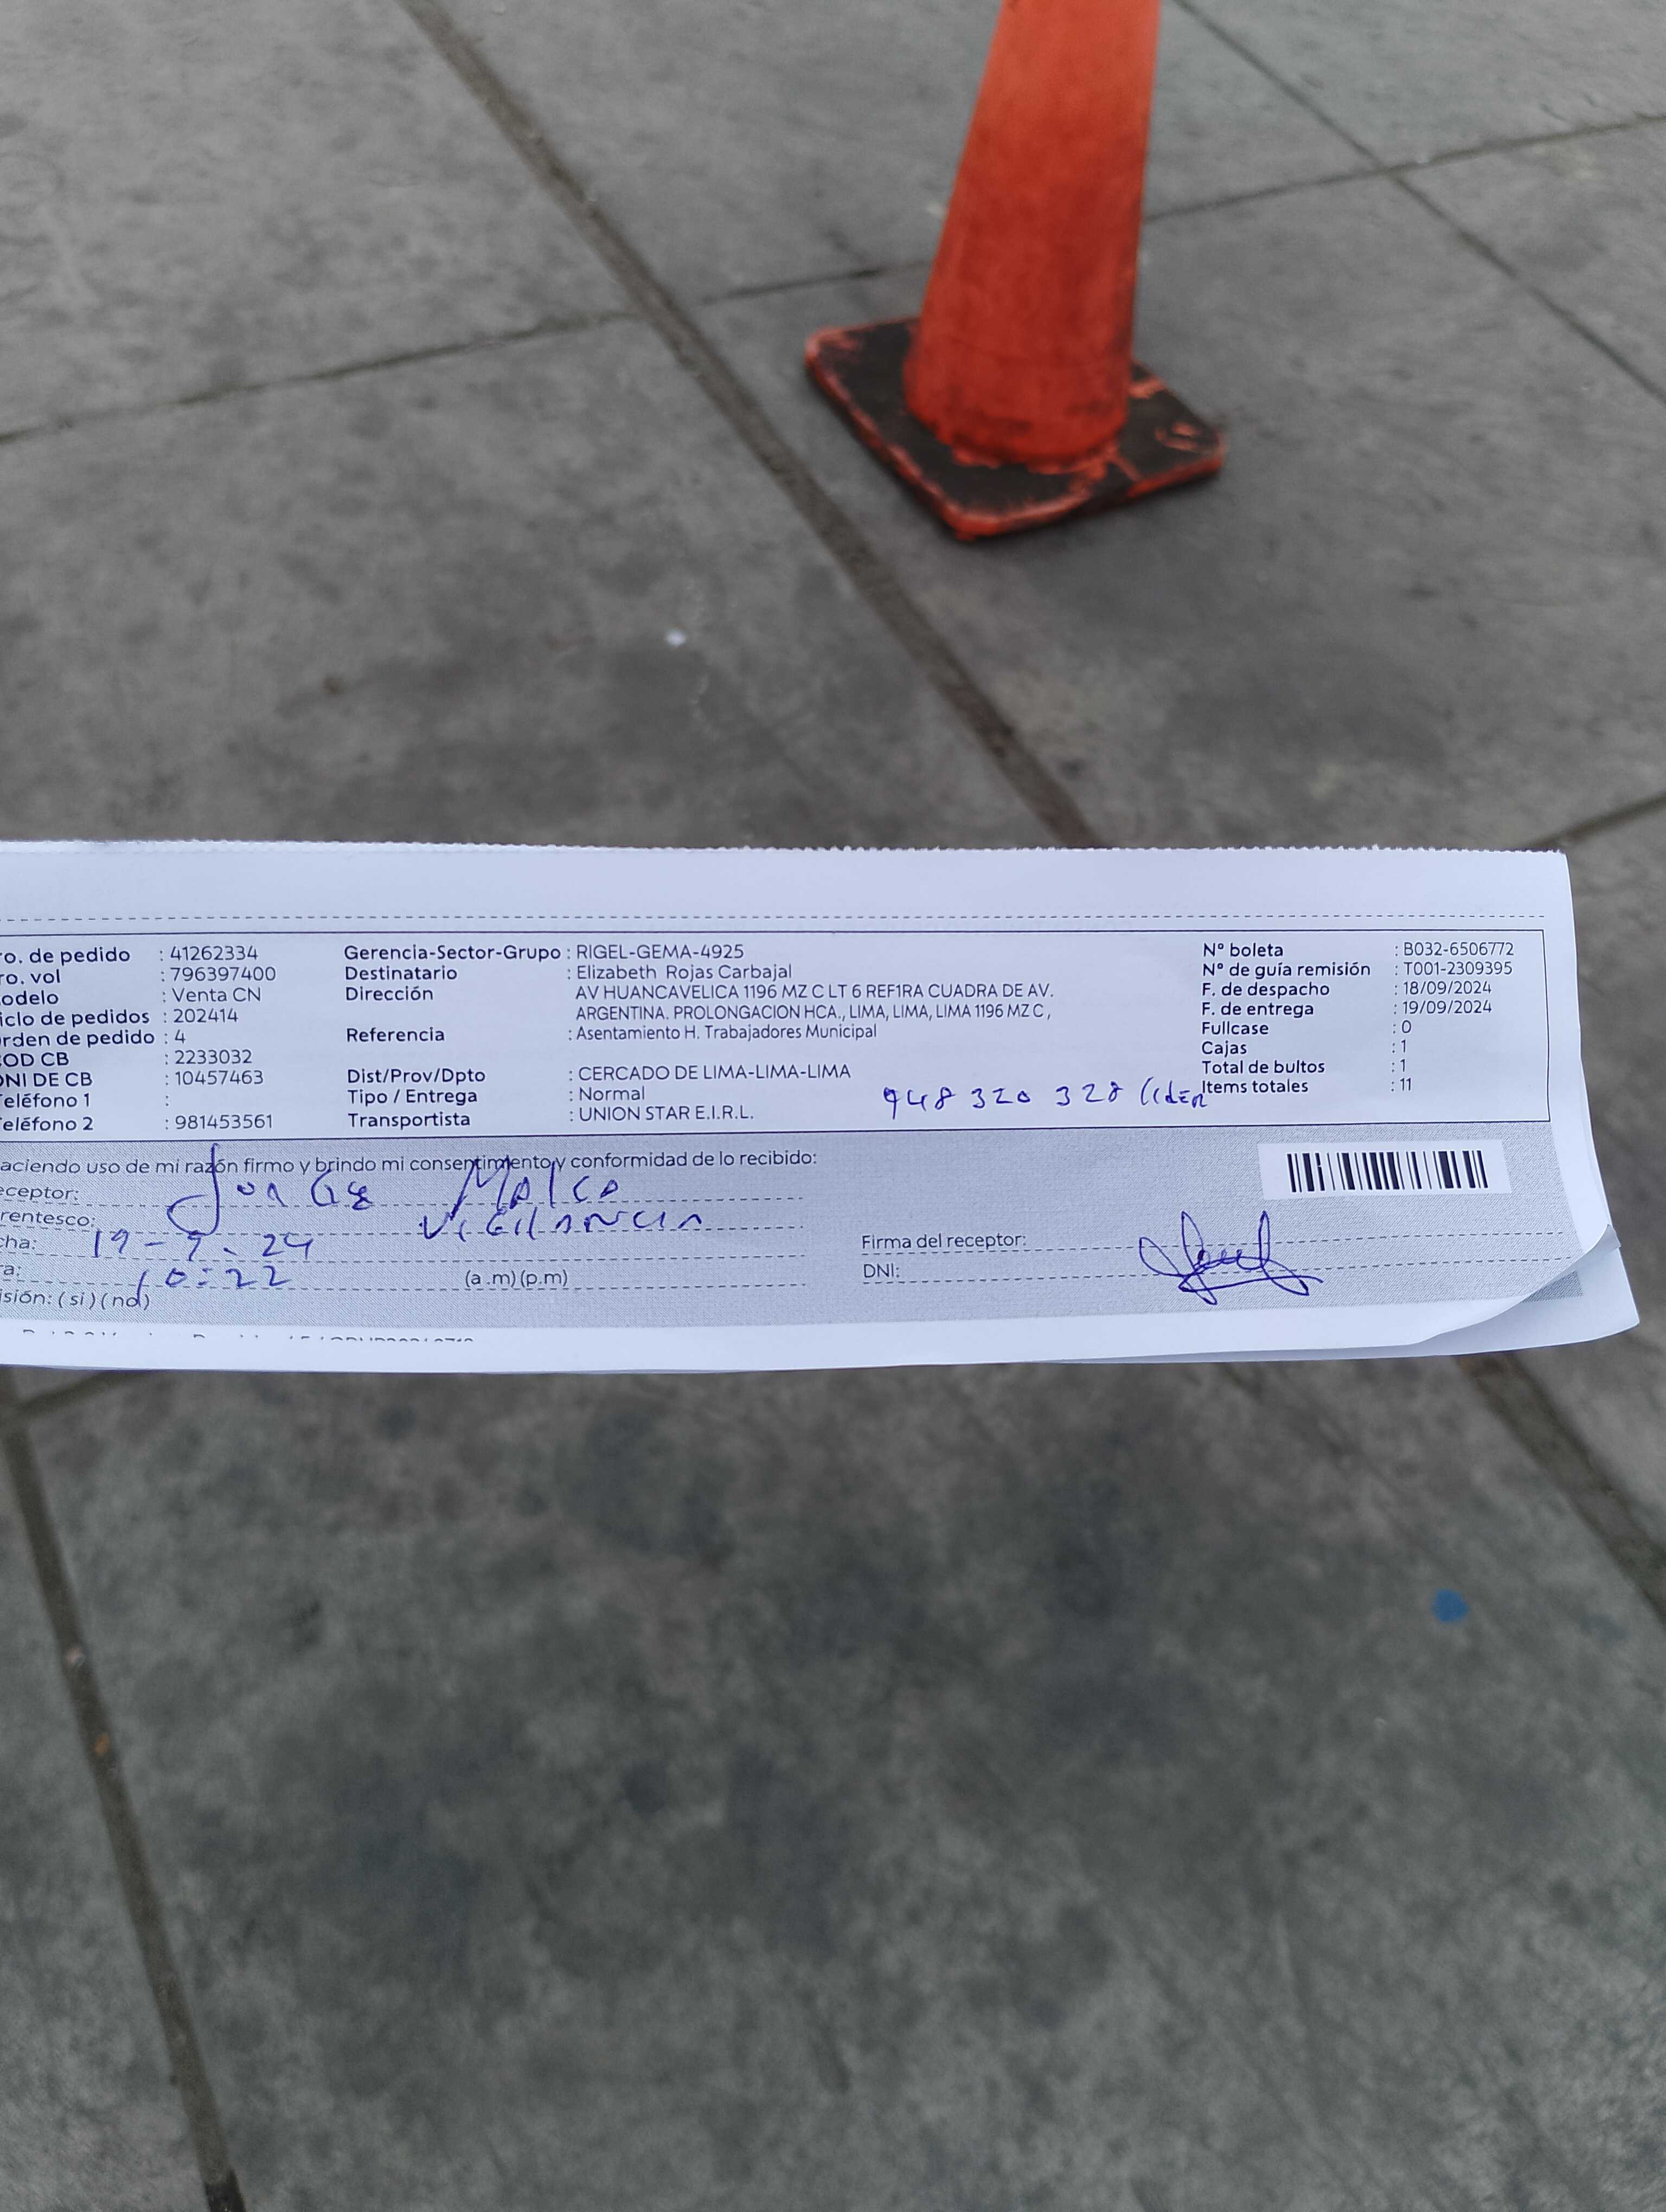 ro. de pedido : 41262334
ro. vol : 796397400
odelo : Venta CN
iclo de pedidos : 202414
rden de pedido : 4
OD CB : 2233032
NI DE CB : 10457463
eléfono 1 :
eléfono 2 : 981453561
Gerencia-Sector-Grupo : RIGEL-GEMA-4925
Destinatario : Elizabeth Rojas Carbajal
Dirección AV HUANCAVELICA 1196 MZ C LT 6 REF1RA CUADRA DE AV.
ARGENTINA. PROLONGACION HCA., LIMA, LIMA, LIMA 1196 MZ C ,
Referencia : Asentamiento H. Trabajadores Municipal
Dist/Prov/Dpto : CERCADO DE LIMA-LIMA-LIMA
Tipo / Entrega : Normal
Transportista : UNION STAR E.I.R.L.
948 320 328
N° boleta : B032-6506772
N° de guía remisión : T001-2309395
F. de despacho : 18/09/2024
F. de entrega : 19/09/2024
Fullcase : 0
Cajas : 1
Total de bultos : 1
Items totales : 11
aciendo uso de mi razón firmo y brindo mi consentimiento y conformidad de lo recibido:
eceptor: Jorge
rentesco: Vigilancia
cha: 19-9-24
a: 10:22 (a .m) (p.m)
isión: ( si ) ( no )
Firma del receptor:
DNI: